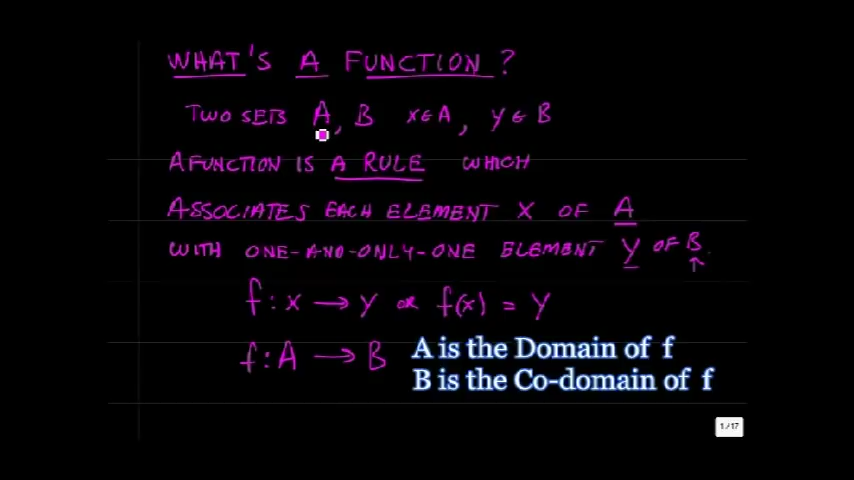 WHAT'S A FUNCTION?
TWO SETS A, B x∈A, y∈B
A FUNCTION IS A RULE WHICH
ASSOCIATES EACH ELEMENT X OF A
WITH ONE-AND-ONLY-ONE ELEMENT Y OF B.
f: x → y OR f(x) = y
f: A → B
A is the Domain of f
B is the Co-domain of f
1/17